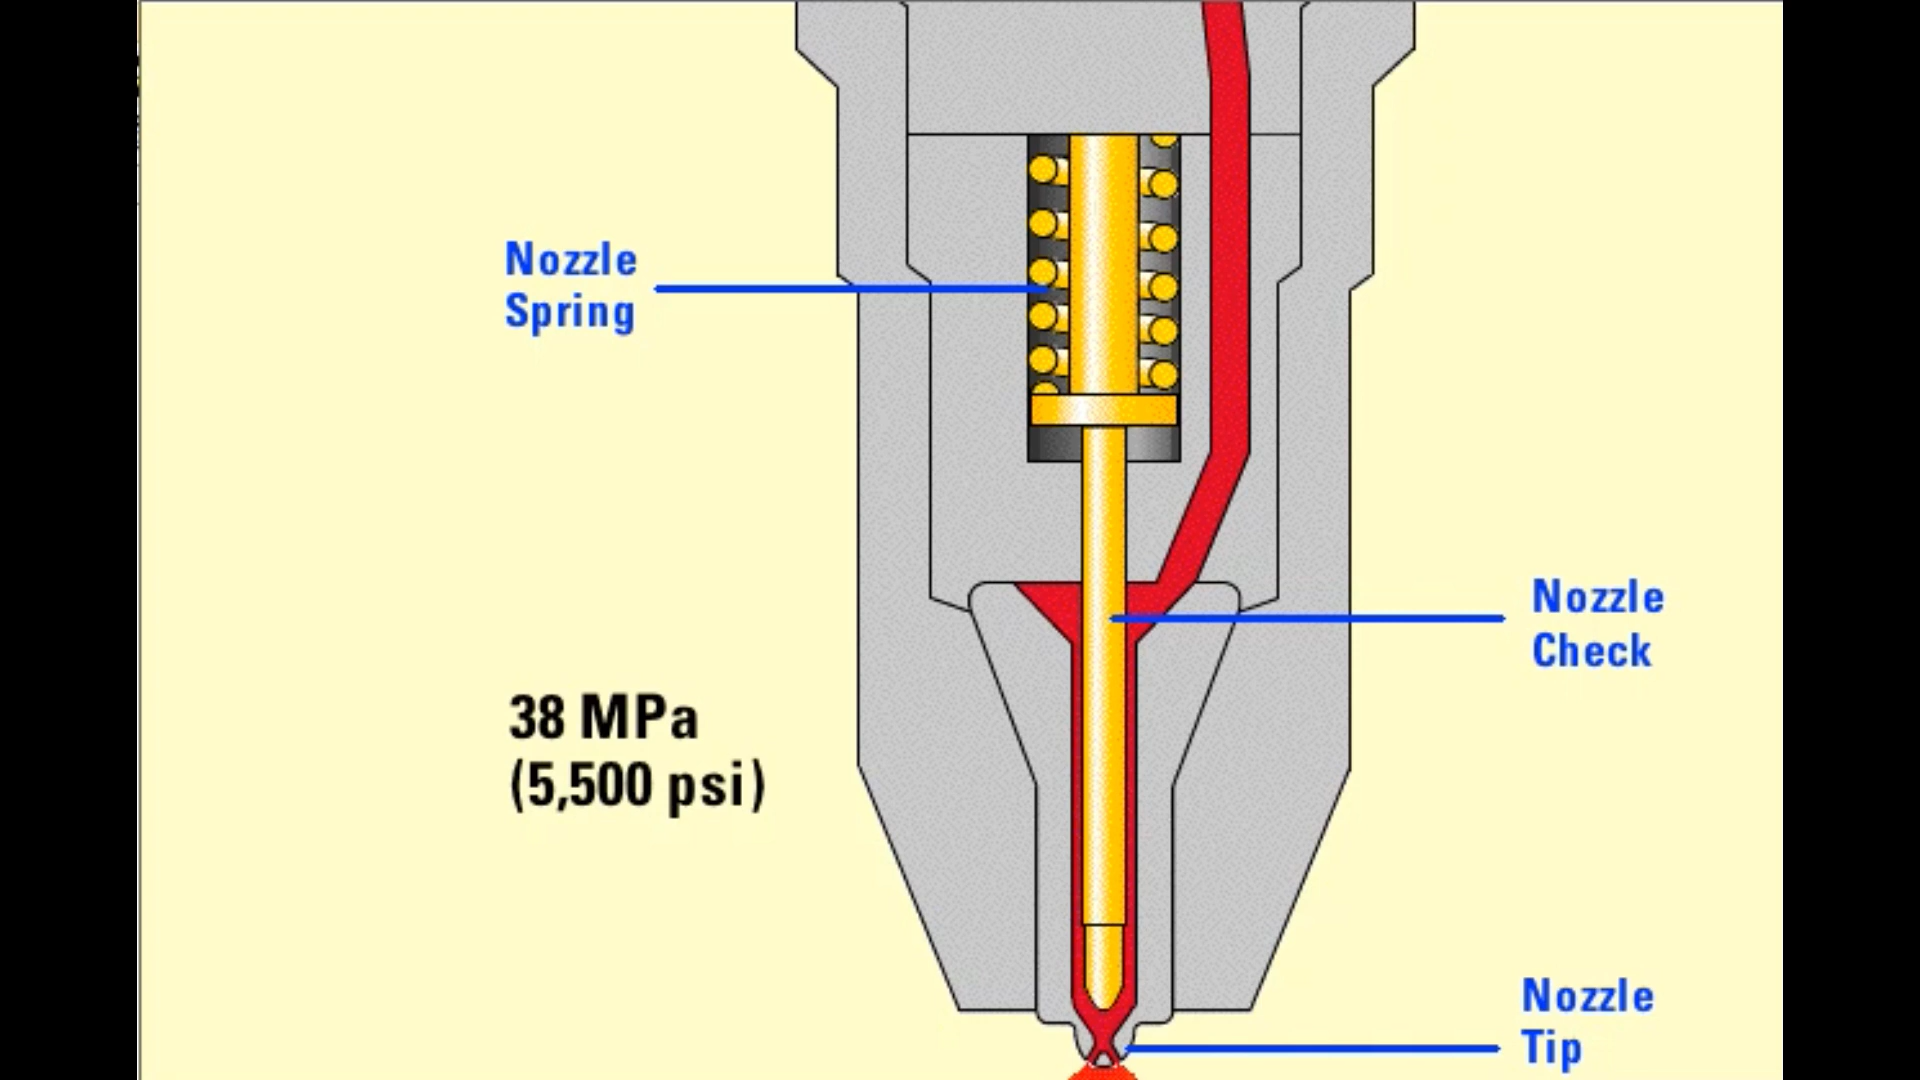 Nozzle
Spring
Nozzle
Check
38 MPa
(5,500 psi)
Nozzle
Tip